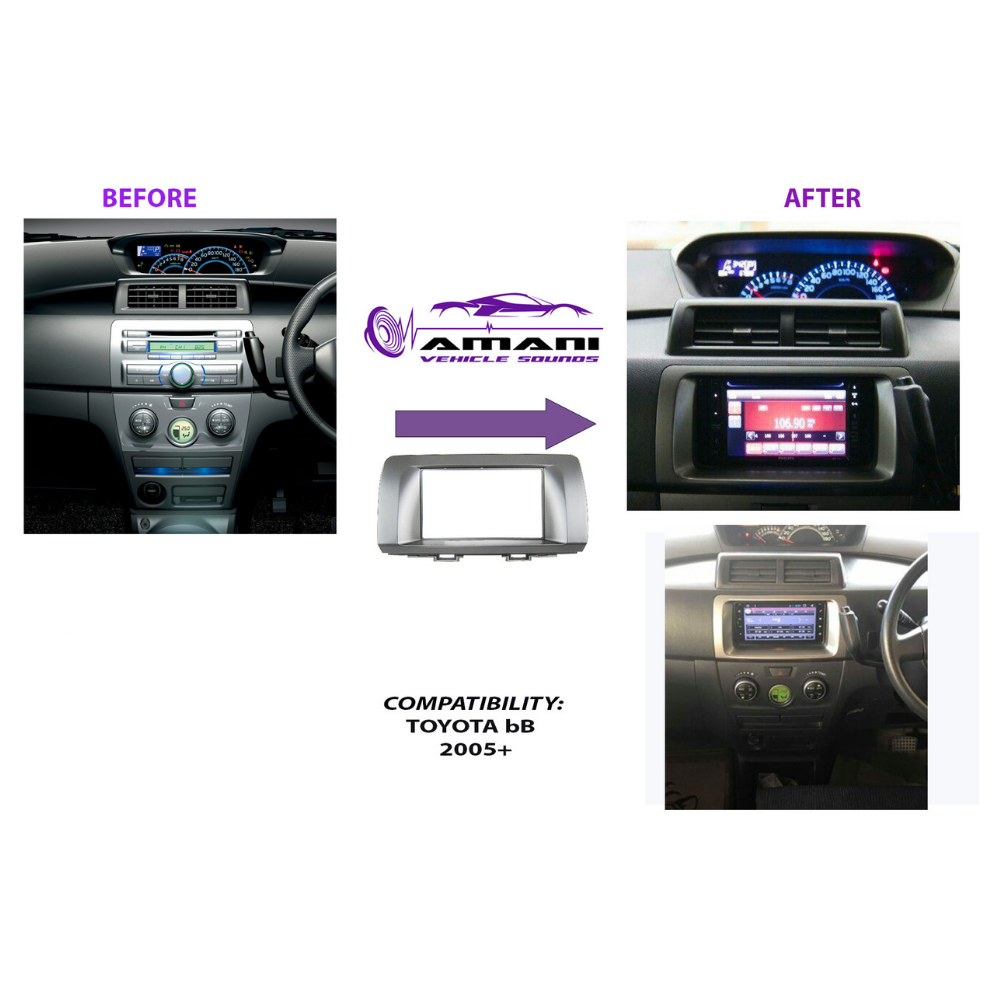 BEFORE
AFTER
AMANI
VEHICLE SOUNDS
106.90
COMPATIBILITY:
TOYOTA bB
2005+